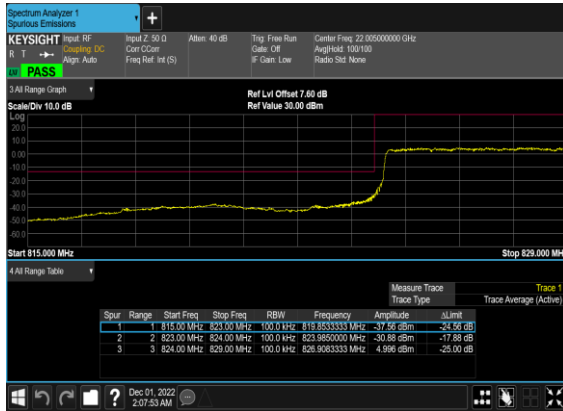 Spectrum Analyzer 1
Spurious Emissions
KEYSIGHT
R T
LU PASS
Input: RF
Coupling: DC
Align: Auto
Input Z: 50 Ω
Corr CCorr
Freq Ref: Int (S)
Atten: 40 dB
Trig: Free Run
Gate: Off
IF Gain: Low
Center Freq: 22.005000000 GHz
Avg|Hold: 100/100
Radio Std: None
3 All Range Graph
Scale/Div 10.0 dB
Ref Lvl Offset 7.60 dB
Ref Value 30.00 dBm
Log
20.0
10.0
0.00
-10.0
-20.0
-30.0
-40.0
-50.0
-60.0
Start 815.000 MHz
Stop 829.000 MHz
4 All Range Table
Measure Trace Trace 1
Trace Type Trace Average (Active)
Spur Range Start Freq Stop Freq RBW Frequency Amplitude ΔLimit
1 1 815.00 MHz 823.00 MHz 100.0 kHz 819.8533333 MHz -37.56 dBm -24.56 dB
2 2 823.00 MHz 824.00 MHz 100.0 kHz 823.9850000 MHz -30.88 dBm -17.88 dB
3 3 824.00 MHz 829.00 MHz 100.0 kHz 826.9083333 MHz 4.996 dBm -25.00 dB
Dec 01, 2022
2:07:53 AM